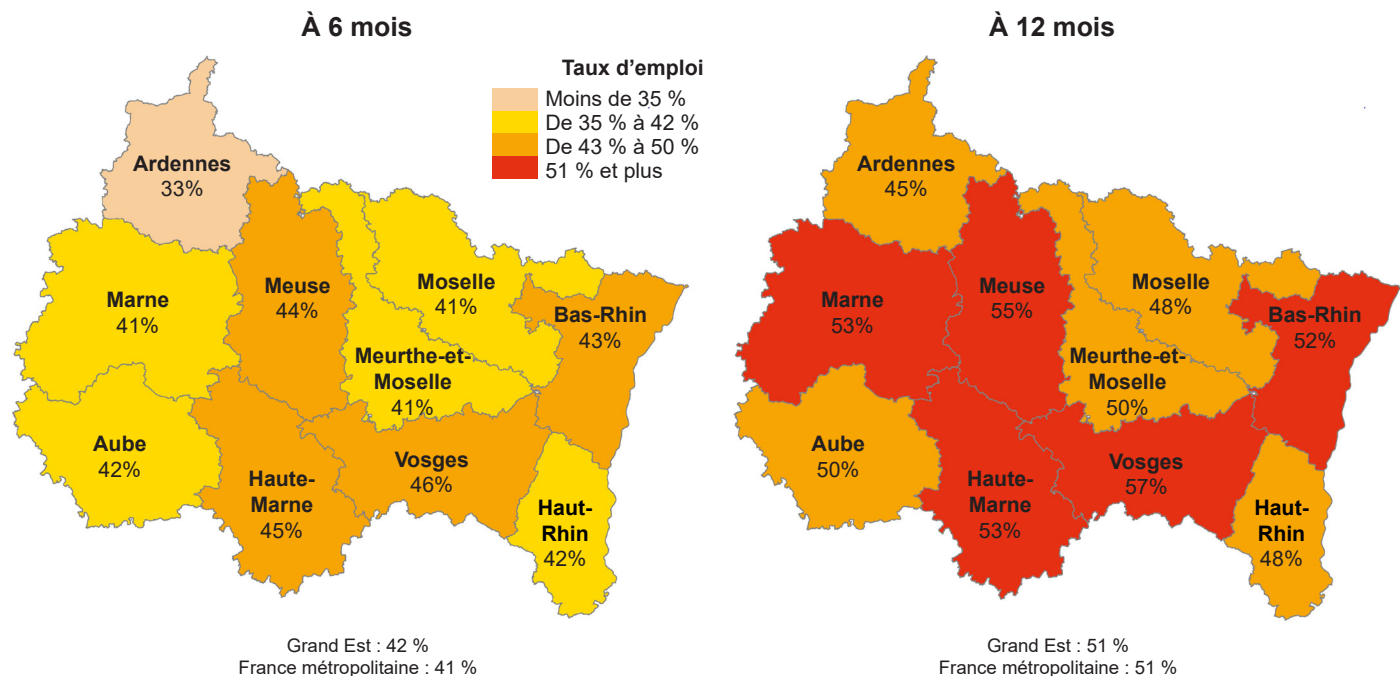 À 6 mois
Taux d'emploi
Moins de 35 %
De 35 % à 42 %
De 43 % à 50 %
51 % et plus
Ardennes
33%
Marne
41%
Meuse
44%
Moselle
41%
Bas-Rhin
43%
Meurthe-et-
Moselle
41%
Aube
42%
Haute-
Marne
45%
Vosges
46%
Haut-
Rhin
42%
Grand Est : 42 %
France métropolitaine : 41 %
À 12 mois
Ardennes
45%
Marne
53%
Meuse
55%
Moselle
48%
Bas-Rhin
52%
Meurthe-et-
Moselle
50%
Aube
50%
Haute-
Marne
53%
Vosges
57%
Haut-
Rhin
48%
Grand Est : 51 %
France métropolitaine : 51 %